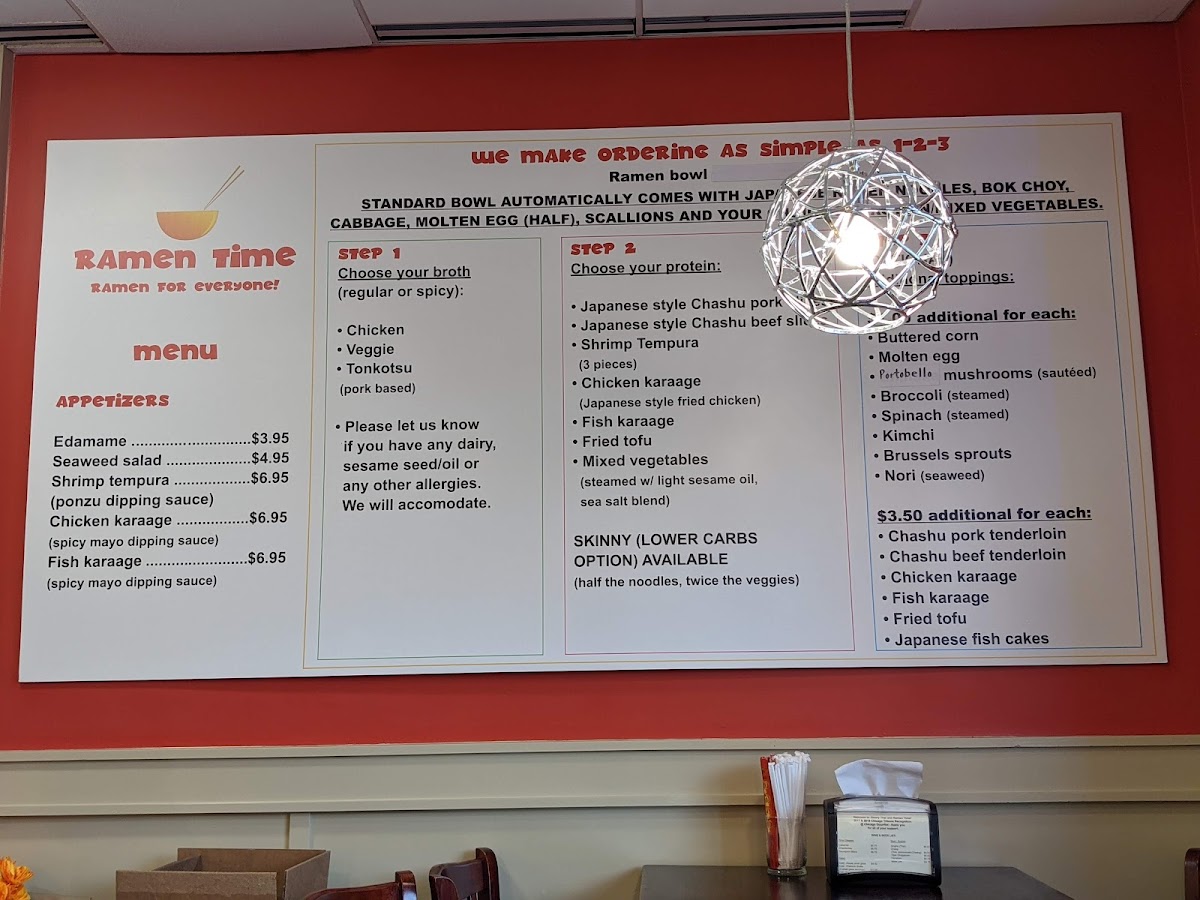 Ramen Time
Ramen for everyone!
menu
Appetizers
Edamame ...........................$3.95
Seaweed salad ...................$4.95
Shrimp tempura .................$6.95
(ponzu dipping sauce)
Chicken karaage ................$6.95
(spicy mayo dipping sauce)
Fish karaage .......................$6.95
(spicy mayo dipping sauce)
We make ordering as simple as 1-2-3
Ramen bowl
STANDARD BOWL AUTOMATICALLY COMES WITH NOODLES, BOK CHOY,
CABBAGE, MOLTEN EGG (HALF), SCALLIONS AND YOUR VEGETABLES.
Step 1
Choose your broth
(regular or spicy):
• Chicken
• Veggie
• Tonkotsu
(pork based)
• Please let us know
if you have any dairy,
sesame seed/oil or
any other allergies.
We will accomodate.
Step 2
Choose your protein:
• Japanese style Chashu pork
• Japanese style Chashu beef
• Shrimp Tempura
(3 pieces)
• Chicken karaage
(Japanese style fried chicken)
• Fish karaage
• Fried tofu
• Mixed vegetables
(steamed w/ light sesame oil,
sea salt blend)
SKINNY (LOWER CARBS
OPTION) AVAILABLE
(half the noodles, twice the veggies)
toppings:
additional for each:
• Buttered corn
• Molten egg
• Portobello mushrooms (sautéed)
• Broccoli (steamed)
• Spinach (steamed)
• Kimchi
• Brussels sprouts
• Nori (seaweed)
$3.50 additional for each:
• Chashu pork tenderloin
• Chashu beef tenderloin
• Chicken karaage
• Fish karaage
• Fried tofu
• Japanese fish cakes